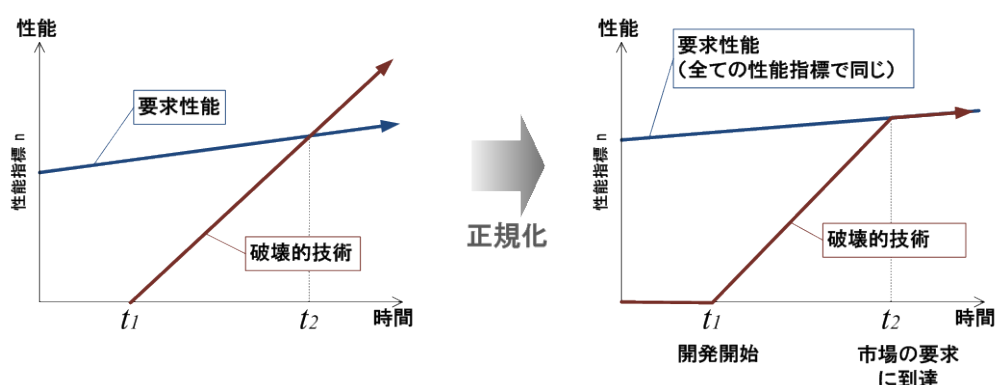 性能
要求性能
性能指標 n
破壊的技術
t1
t2
時間
正規化
性能
要求性能
（全ての性能指標で同じ）
性能指標 n
破壊的技術
t1
t2
時間
開発開始
市場の要求
に到達